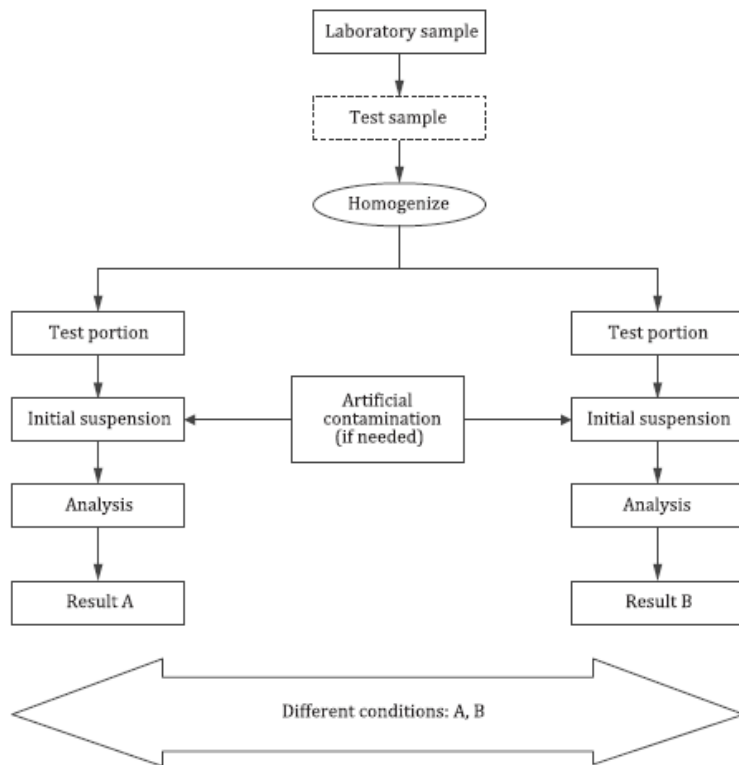 Laboratory sample
Test sample
Homogenize
Test portion
Test portion
Initial suspension
Artificial
contamination
(if needed)
Initial suspension
Analysis
Analysis
Result A
Result B
Different conditions: A, B